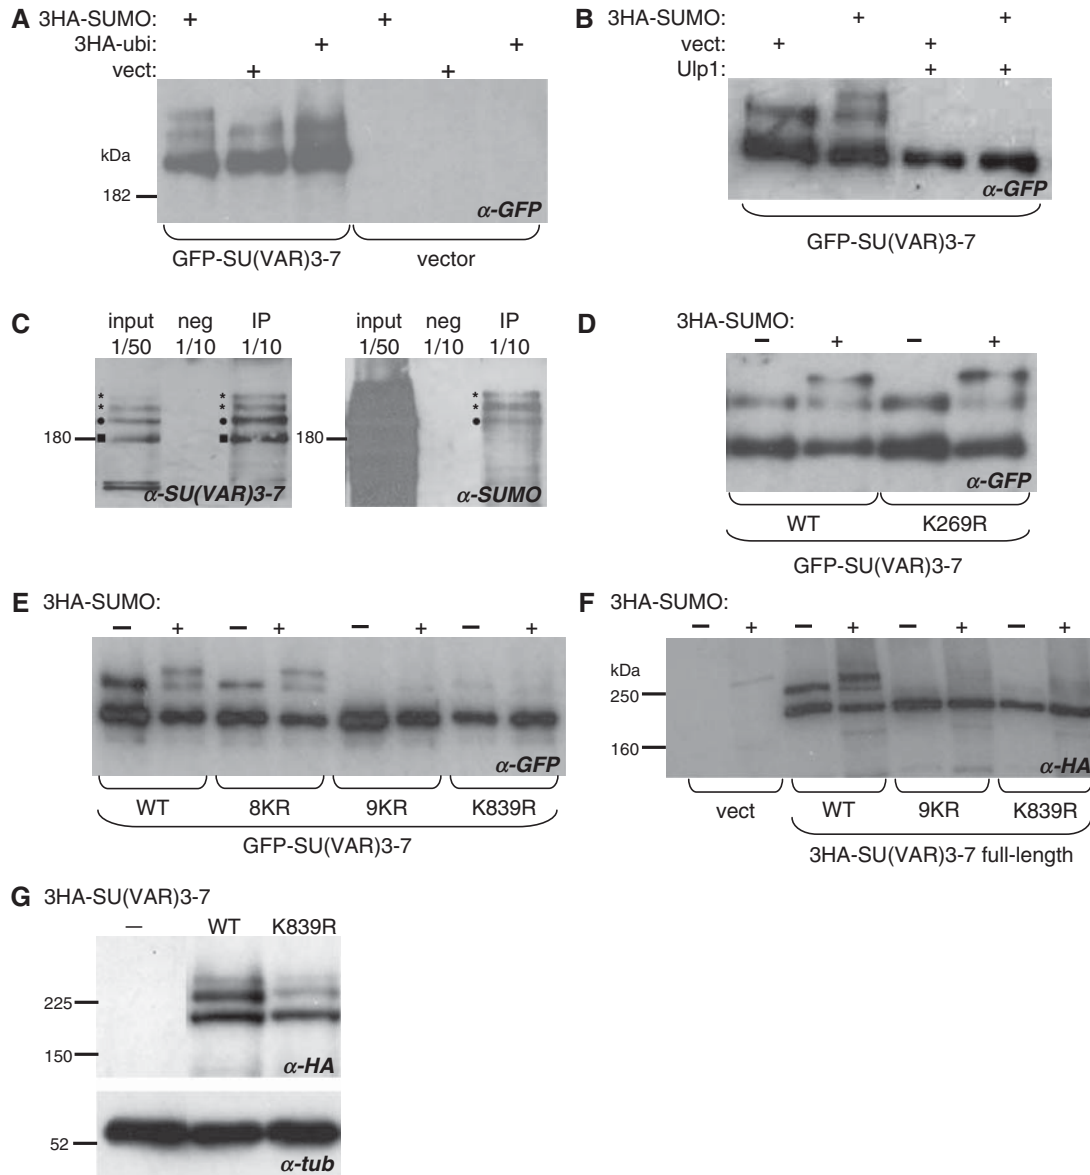 A 3HA-SUMO: +
3HA-ubi: + +
vect: + +
kDa
182
α-GFP
GFP-SU(VAR)3-7 vector
B 3HA-SUMO: + +
vect: + +
Ulp1: + +
α-GFP
GFP-SU(VAR)3-7
C input neg IP input neg IP
1/50 1/10 1/10 1/50 1/10 1/10
* * *
* * *
● ● ●
180 ■ ■ 180
α-SU(VAR)3-7 α-SUMO
D 3HA-SUMO:
− + − +
α-GFP
WT K269R
GFP-SU(VAR)3-7
E 3HA-SUMO:
− + − + − + − +
α-GFP
WT 8KR 9KR K839R
GFP-SU(VAR)3-7
F 3HA-SUMO:
− + − + − + − +
kDa
250
160
α-HA
vect WT 9KR K839R
3HA-SU(VAR)3-7 full-length
G 3HA-SU(VAR)3-7
— WT K839R
225
150
α-HA
52
α-tub